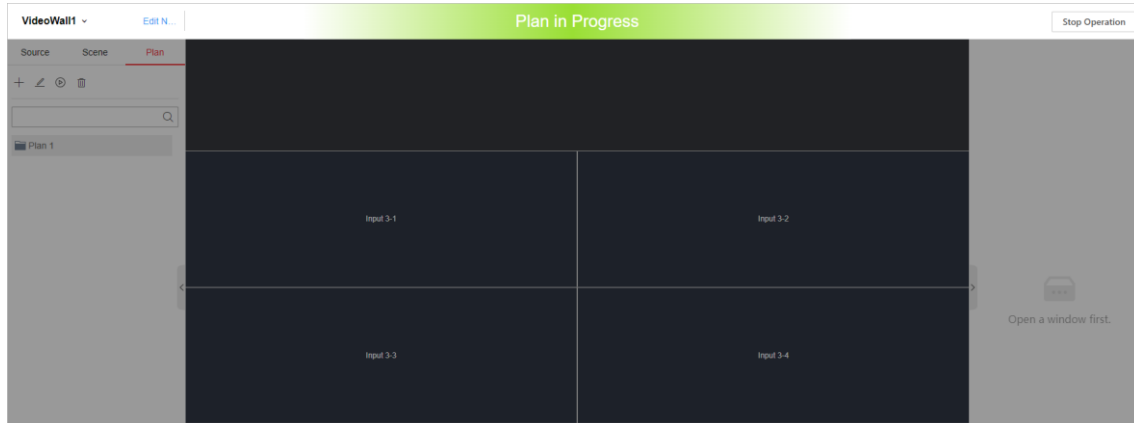 VideoWall1 Edit N... Plan in Progress Stop Operation
Source Scene Plan
Plan 1
Input 3-1 Input 3-2
Open a window first.
Input 3-3 Input 3-4